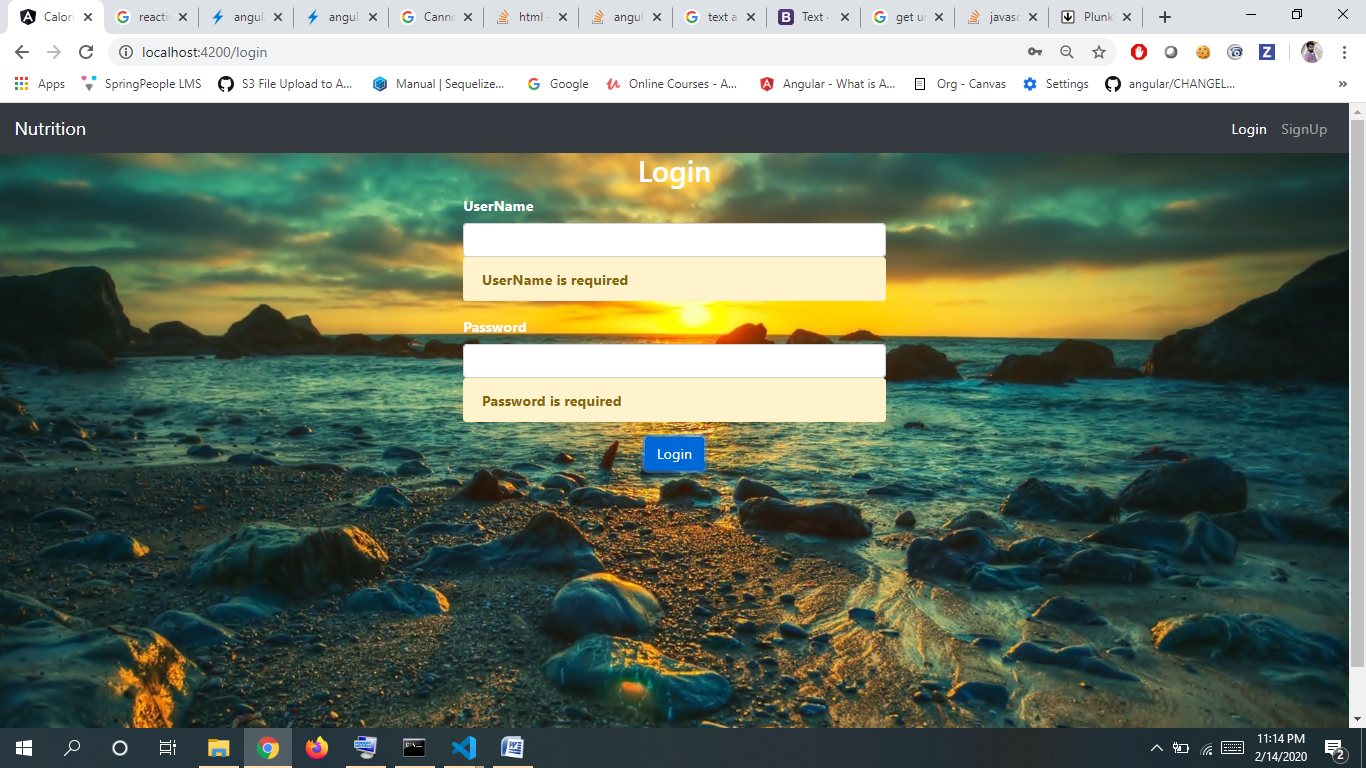 Calori
reacti
angul
angul
Canno
html -
angul
text a
Text ·
get ur
javasc
Plunk
localhost:4200/login
Apps
SpringPeople LMS
S3 File Upload to A...
Manual | Sequelize...
Google
Online Courses - A...
Angular - What is A...
Org - Canvas
Settings
angular/CHANGEL...
»
Nutrition
Login
SignUp
Login
UserName
UserName is required
Password
Password is required
Login
11:14 PM
2/14/2020
2